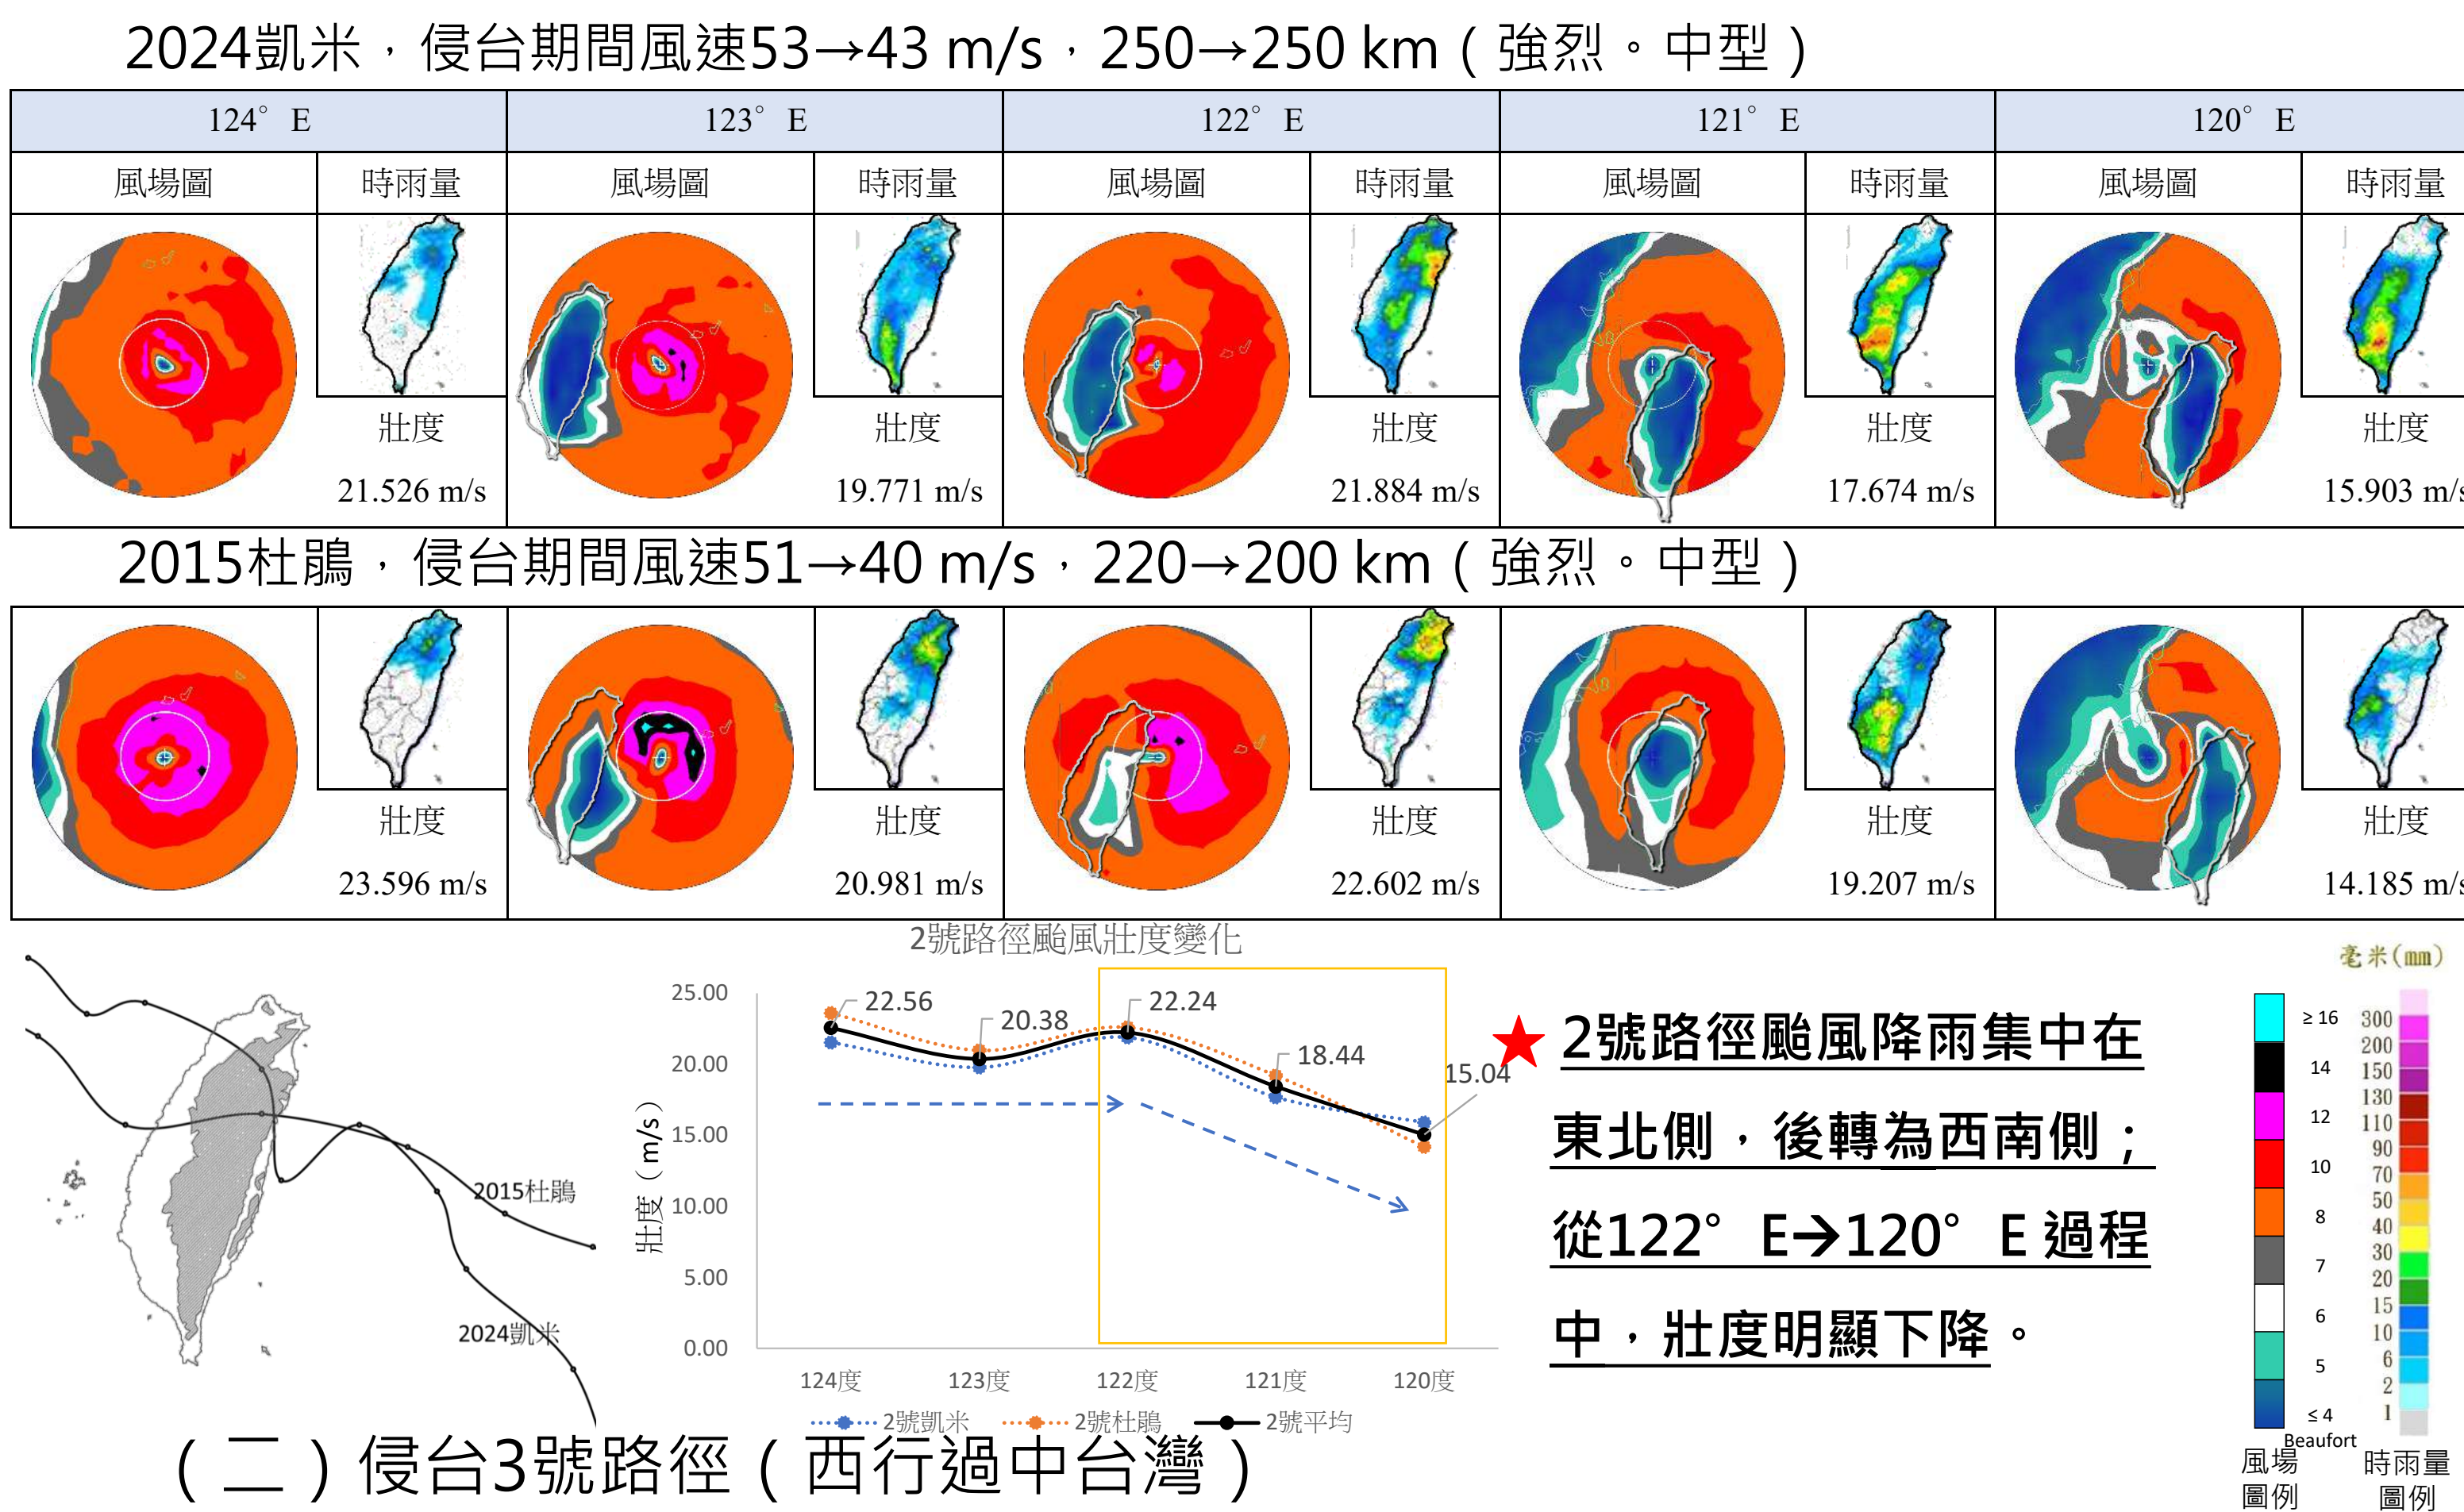 2024凱米，侵台期間風速53→43 m/s，250→250 km（強烈。中型）
124° E 123° E 122° E 121° E 120° E
風場圖 時雨量 風場圖 時雨量 風場圖 時雨量 風場圖 時雨量 風場圖 時雨量
壯度 壯度 壯度 壯度 壯度
21.526 m/s 19.771 m/s 21.884 m/s 17.674 m/s 15.903 m/s
2015杜鵑，侵台期間風速51→40 m/s，220→200 km（強烈。中型）
壯度 壯度 壯度 壯度 壯度
23.596 m/s 20.981 m/s 22.602 m/s 19.207 m/s 14.185 m/s
2015杜鵑
2024凱米
2號路徑颱風壯度變化
壯度（m/s）
25.00
20.00
15.00
10.00
5.00
0.00
22.56
20.38
22.24
18.44
15.04
124度 123度 122度 121度 120度
2號凱米 2號杜鵑 2號平均
★ 2號路徑颱風降雨集中在
東北側，後轉為西南側；
從122° E→120° E 過程
中，壯度明顯下降。
≥ 16
14
12
10
8
7
6
5
≤ 4
Beaufort
風場
圖例
毫米(mm)
300
200
150
130
110
90
70
50
40
30
20
15
10
6
2
1
時雨量
圖例
（二）侵台3號路徑（西行過中台灣）